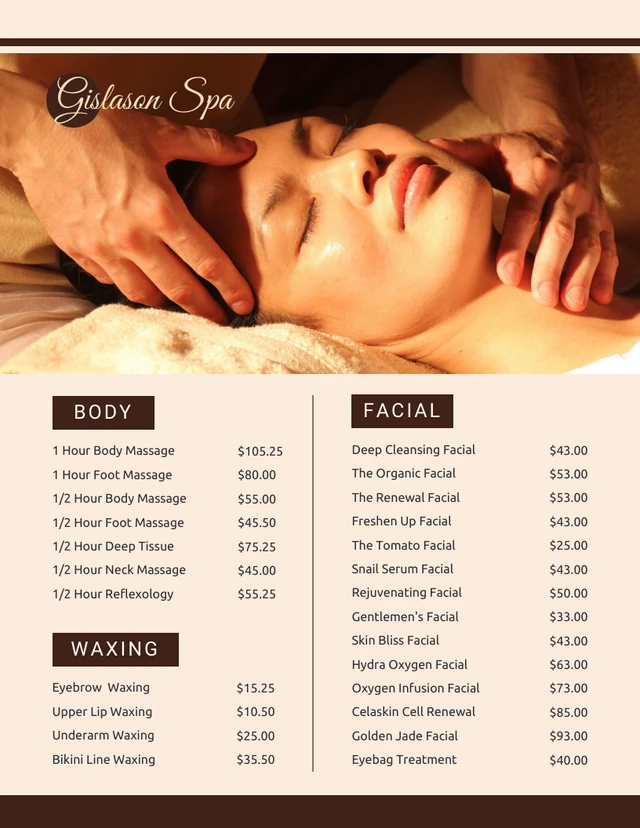 Gislason Spa
BODY
1 Hour Body Massage $105.25
1 Hour Foot Massage $80.00
1/2 Hour Body Massage $55.00
1/2 Hour Foot Massage $45.50
1/2 Hour Deep Tissue $75.25
1/2 Hour Neck Massage $45.00
1/2 Hour Reflexology $55.25
WAXING
Eyebrow Waxing $15.25
Upper Lip Waxing $10.50
Underarm Waxing $25.00
Bikini Line Waxing $35.50
FACIAL
Deep Cleansing Facial $43.00
The Organic Facial $53.00
The Renewal Facial $53.00
Freshen Up Facial $43.00
The Tomato Facial $25.00
Snail Serum Facial $43.00
Rejuvenating Facial $50.00
Gentlemen's Facial $33.00
Skin Bliss Facial $43.00
Hydra Oxygen Facial $63.00
Oxygen Infusion Facial $73.00
Celaskin Cell Renewal $85.00
Golden Jade Facial $93.00
Eyebag Treatment $40.00